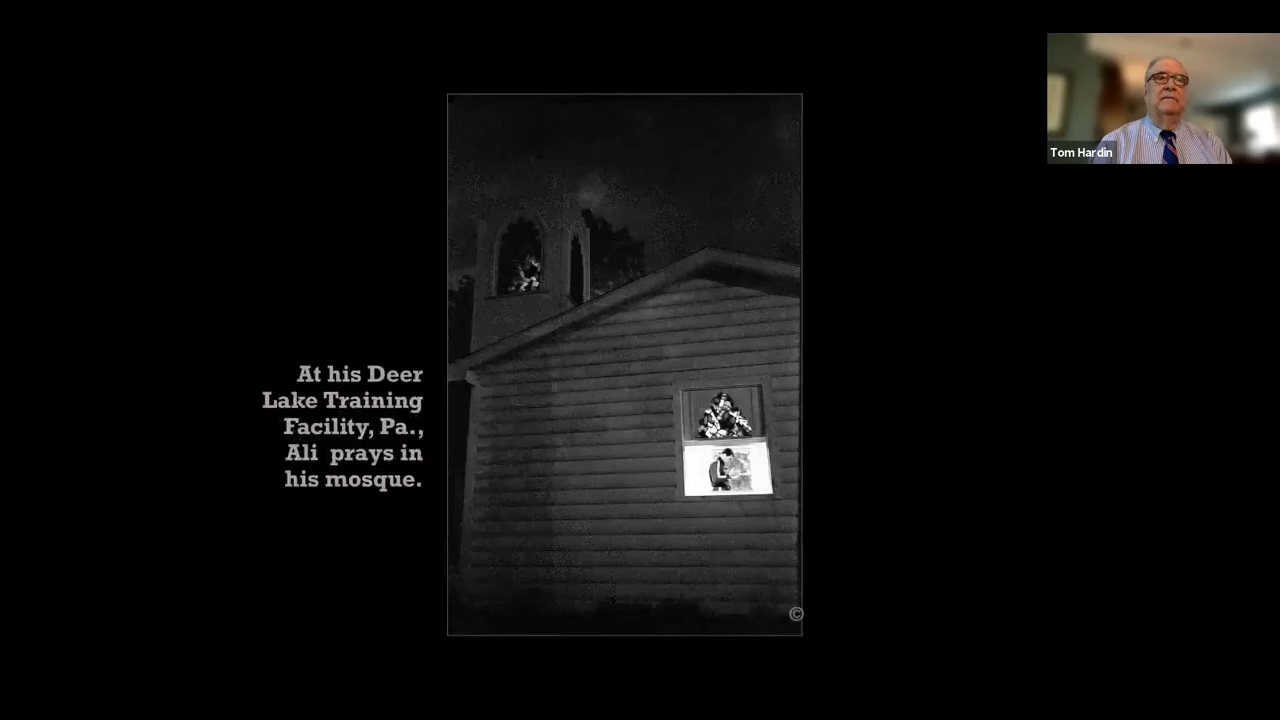 At his Deer
Lake Training
Facility, Pa.,
Ali prays in
his mosque.
©
Tom Hardin